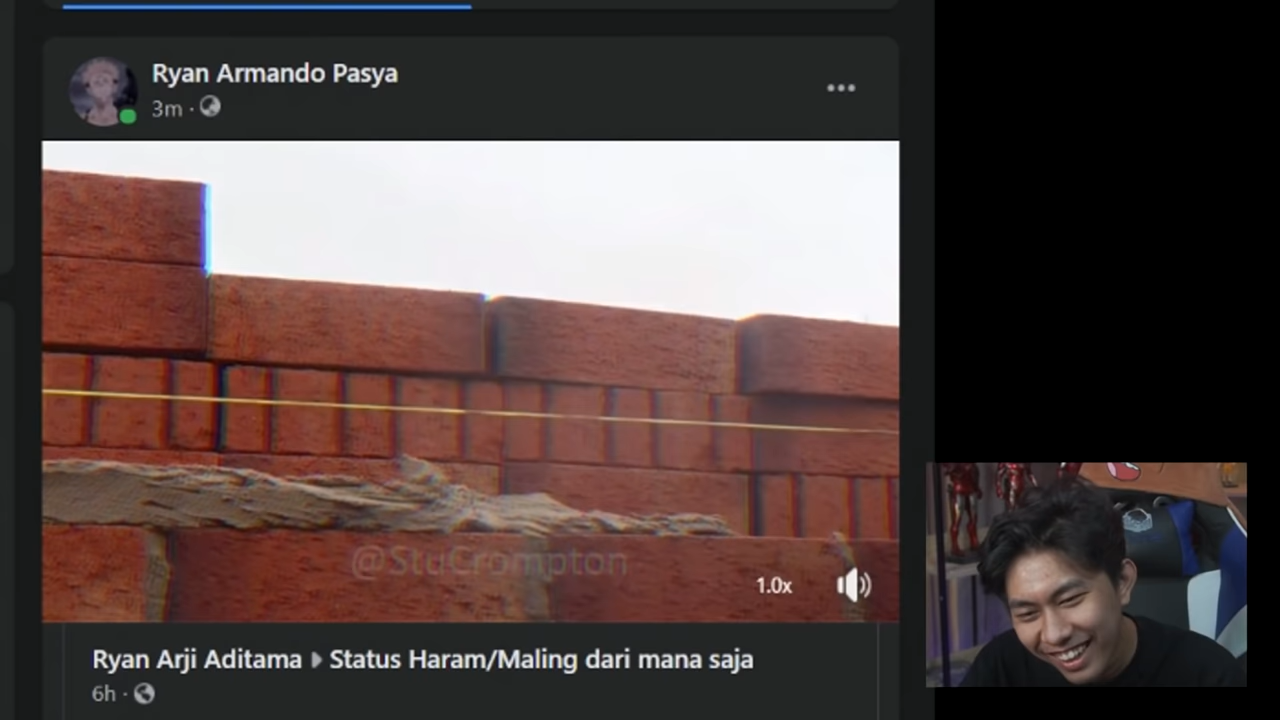 Ryan Armando Pasya
3m ·
@StuCrompton
1.0x
Ryan Arji Aditama Status Haram/Maling dari mana saja
6h ·